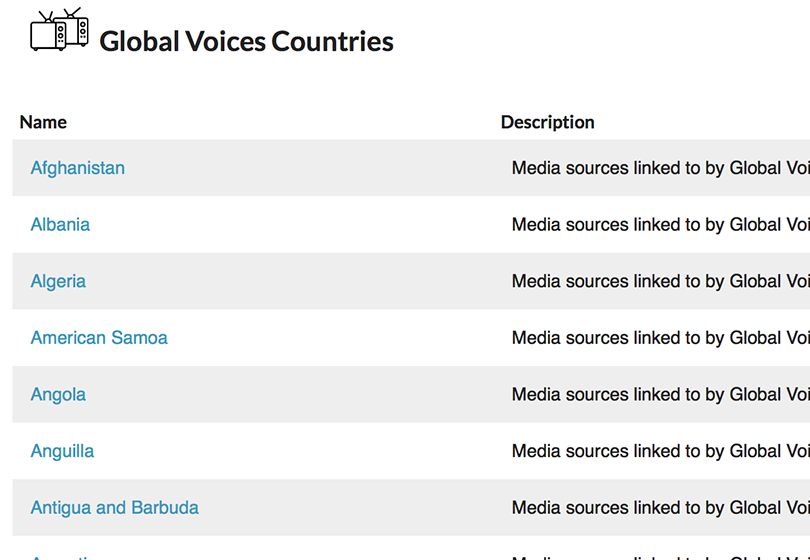 Global Voices Countries
Name Description
Afghanistan Media sources linked to by Global Voi
Albania Media sources linked to by Global Voi
Algeria Media sources linked to by Global Voi
American Samoa Media sources linked to by Global Voi
Angola Media sources linked to by Global Voi
Anguilla Media sources linked to by Global Voi
Antigua and Barbuda Media sources linked to by Global Voi